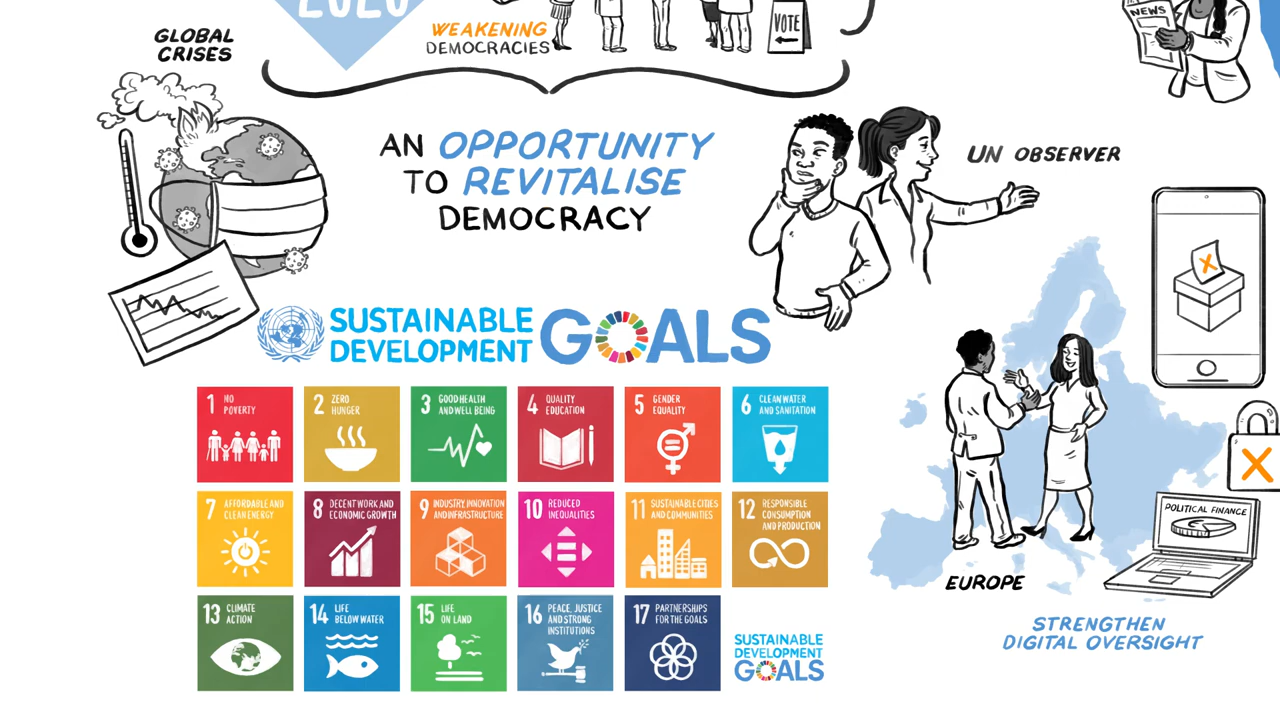 2020
GLOBAL
CRISES
WEAKENING
DEMOCRACIES
VOTE
NEWS
AN OPPORTUNITY
TO REVITALISE
DEMOCRACY
UN OBSERVER
SUSTAINABLE
DEVELOPMENT
GOALS
1 NO
POVERTY
2 ZERO
HUNGER
3 GOOD HEALTH
AND WELL BEING
4 QUALITY
EDUCATION
5 GENDER
EQUALITY
6 CLEAN WATER
AND SANITATION
7 AFFORDABLE AND
CLEAN ENERGY
8 DECENT WORK AND
ECONOMIC GROWTH
9 INDUSTRY, INNOVATION
AND INFRASTRUCTURE
10 REDUCED
INEQUALITIES
11 SUSTAINABLE CITIES
AND COMMUNITIES
12 RESPONSIBLE
CONSUMPTION
AND PRODUCTION
13 CLIMATE
ACTION
14 LIFE
BELOW WATER
15 LIFE
ON LAND
16 PEACE, JUSTICE
AND STRONG
INSTITUTIONS
17 PARTNERSHIPS
FOR THE GOALS
SUSTAINABLE
DEVELOPMENT
GOALS
POLITICAL FINANCE
EUROPE
STRENGTHEN
DIGITAL OVERSIGHT